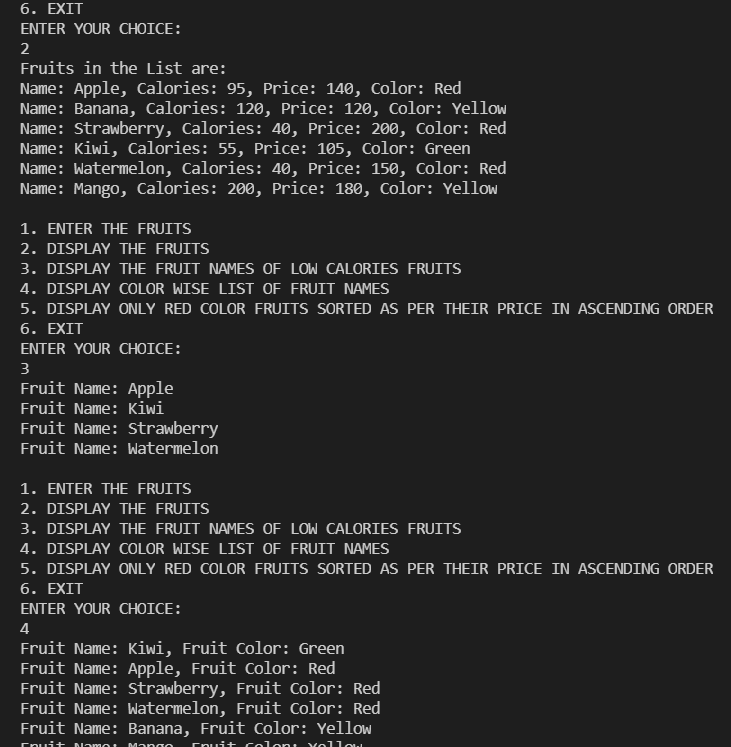 6. EXIT
ENTER YOUR CHOICE:
2
Fruits in the List are:
Name: Apple, Calories: 95, Price: 140, Color: Red
Name: Banana, Calories: 120, Price: 120, Color: Yellow
Name: Strawberry, Calories: 40, Price: 200, Color: Red
Name: Kiwi, Calories: 55, Price: 105, Color: Green
Name: Watermelon, Calories: 40, Price: 150, Color: Red
Name: Mango, Calories: 200, Price: 180, Color: Yellow
1. ENTER THE FRUITS
2. DISPLAY THE FRUITS
3. DISPLAY THE FRUIT NAMES OF LOW CALORIES FRUITS
4. DISPLAY COLOR WISE LIST OF FRUIT NAMES
5. DISPLAY ONLY RED COLOR FRUITS SORTED AS PER THEIR PRICE IN ASCENDING ORDER
6. EXIT
ENTER YOUR CHOICE:
3
Fruit Name: Apple
Fruit Name: Kiwi
Fruit Name: Strawberry
Fruit Name: Watermelon
1. ENTER THE FRUITS
2. DISPLAY THE FRUITS
3. DISPLAY THE FRUIT NAMES OF LOW CALORIES FRUITS
4. DISPLAY COLOR WISE LIST OF FRUIT NAMES
5. DISPLAY ONLY RED COLOR FRUITS SORTED AS PER THEIR PRICE IN ASCENDING ORDER
6. EXIT
ENTER YOUR CHOICE:
4
Fruit Name: Kiwi, Fruit Color: Green
Fruit Name: Apple, Fruit Color: Red
Fruit Name: Strawberry, Fruit Color: Red
Fruit Name: Watermelon, Fruit Color: Red
Fruit Name: Banana, Fruit Color: Yellow
Fruit Name: Mango, Fruit Color: Yellow